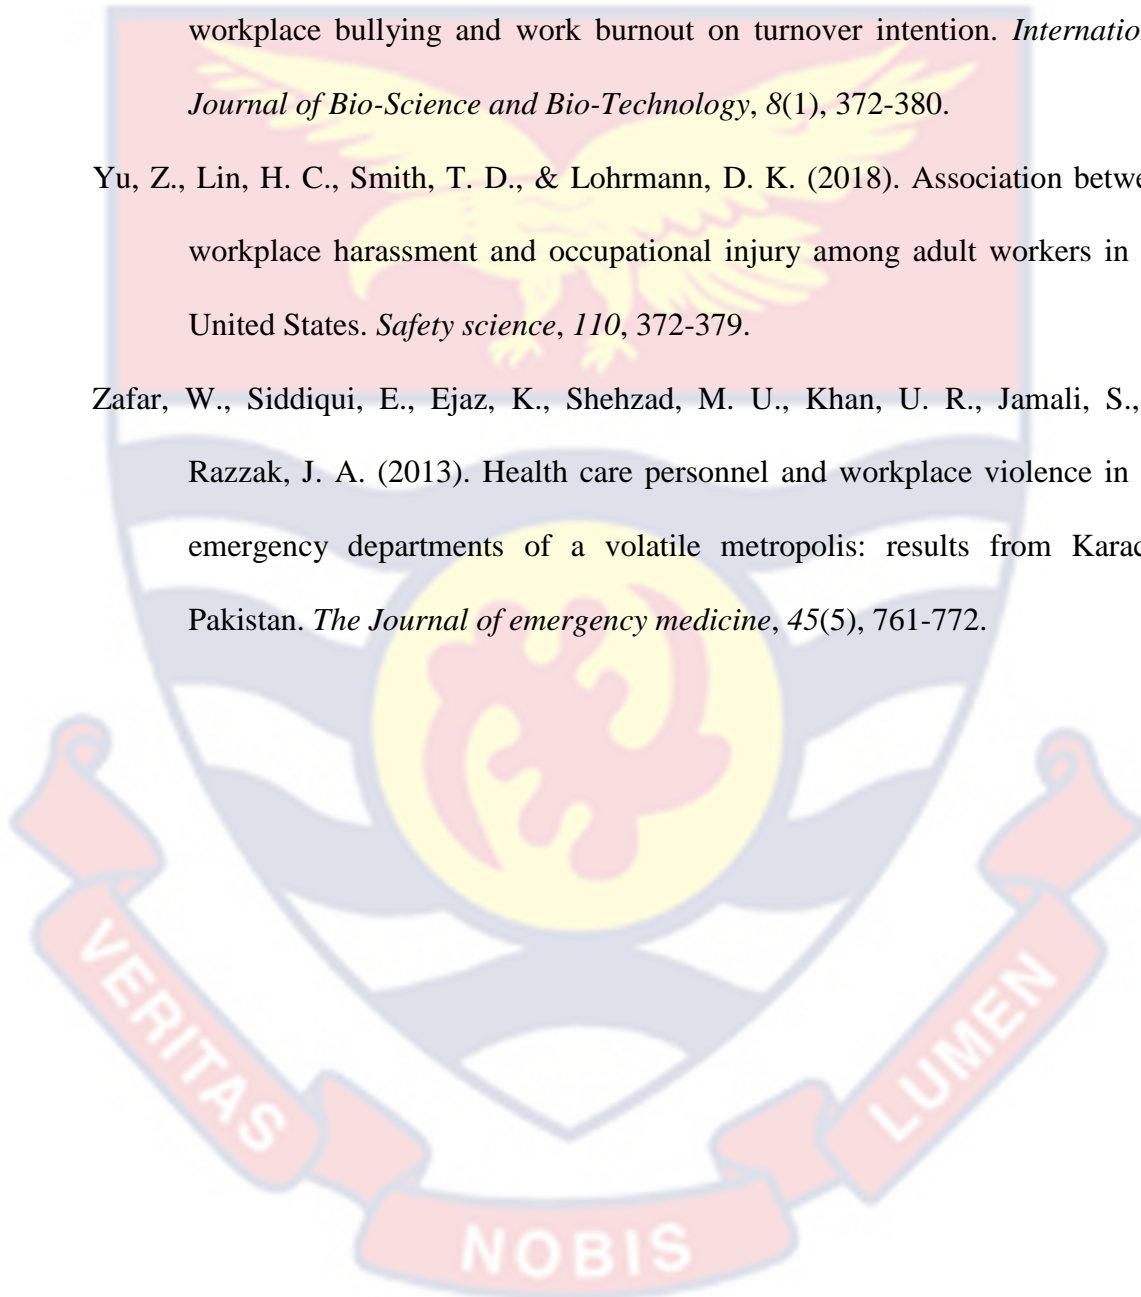 workplace bullying and work burnout on turnover intention. Internation
Journal of Bio-Science and Bio-Technology, 8(1), 372-380.
Yu, Z., Lin, H. C., Smith, T. D., & Lohrmann, D. K. (2018). Association betwe
workplace harassment and occupational injury among adult workers in
United States. Safety science, 110, 372-379.
Zafar, W., Siddiqui, E., Ejaz, K., Shehzad, M. U., Khan, U. R., Jamali, S.,
Razzak, J. A. (2013). Health care personnel and workplace violence in
emergency departments of a volatile metropolis: results from Karac
Pakistan. The Journal of emergency medicine, 45(5), 761-772.
VERITAS
NOBIS
LUMEN